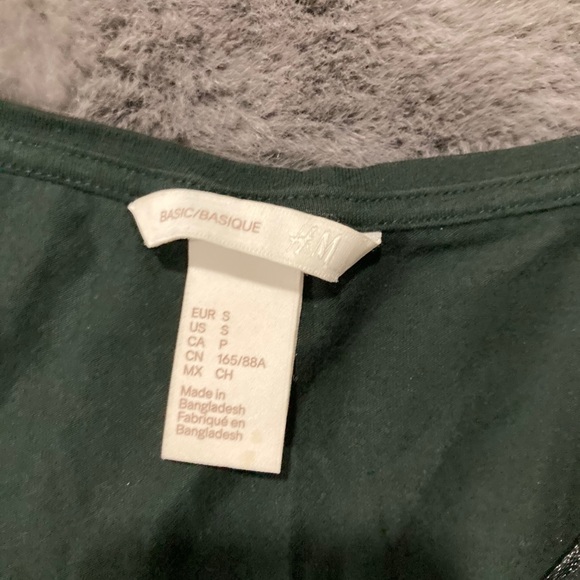 BASIC/BASIQUE
H&M
EUR S
US S
CA P
CN 165/88A
MX CH
Made in
Bangladesh
Fabriqué en
Bangladesh